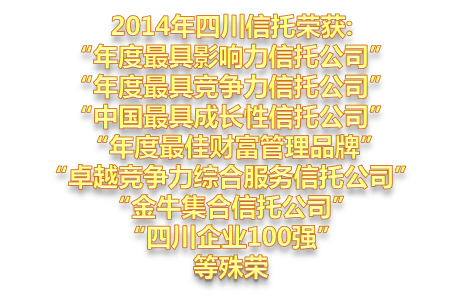 2014年四川信托荣获:
“年度最具影响力信托公司”
“年度最具竞争力信托公司”
“中国最具成长性信托公司”
“年度最佳财富管理品牌”
“卓越竞争力综合服务信托公司”
“金牛集合信托公司”
“四川企业100强”
等殊荣